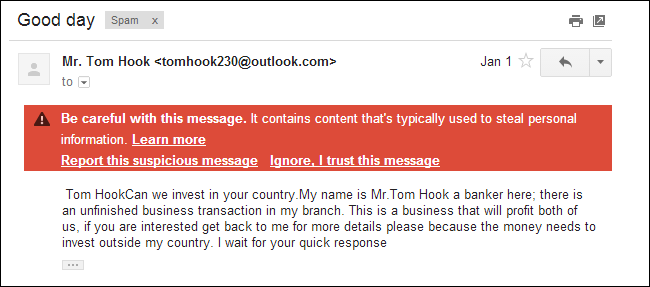 Good day Spam x
Mr. Tom Hook <tomhook230@outlook.com> Jan 1
to
Be careful with this message. It contains content that's typically used to steal personal
information. Learn more
Report this suspicious message Ignore, I trust this message
Tom HookCan we invest in your country.My name is Mr.Tom Hook a banker here; there is
an unfinished business transaction in my branch. This is a business that will profit both of
us, if you are interested get back to me for more details please because the money needs to
invest outside my country. I wait for your quick response